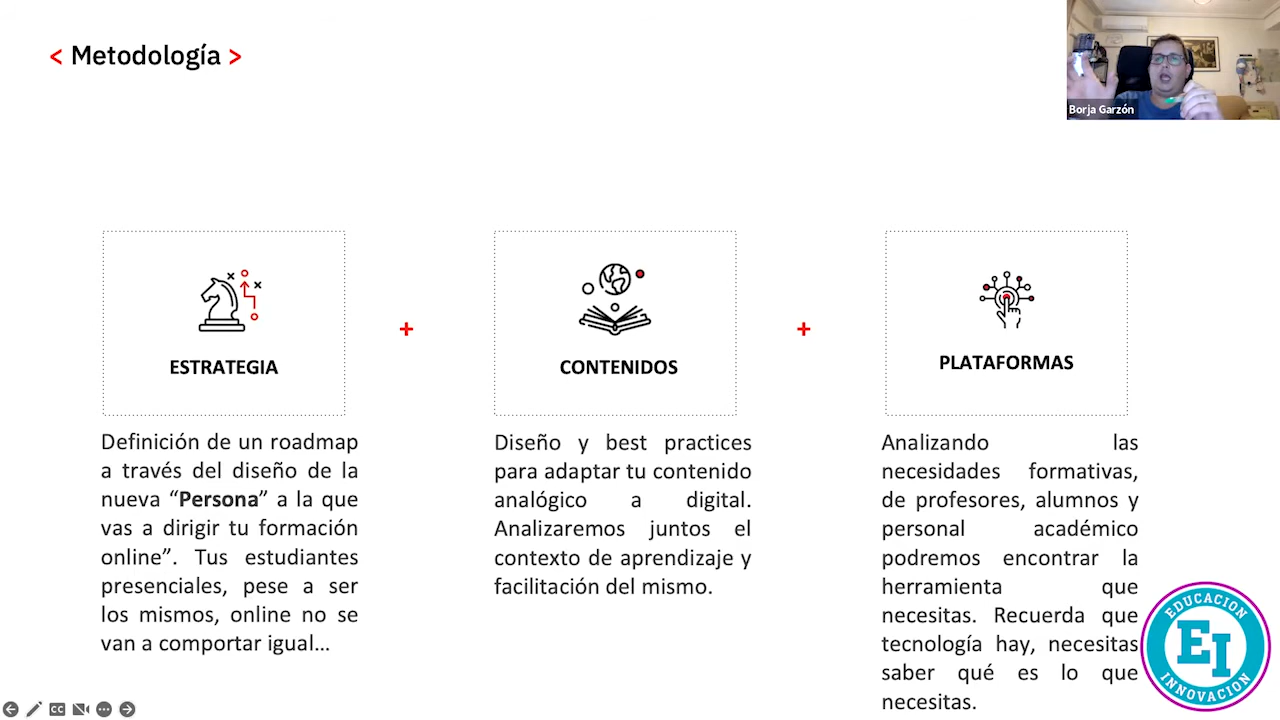 < Metodología >
Borja Garzón
ESTRATEGIA
Definición de un roadmap
a través del diseño de la
nueva “Persona” a la que
vas a dirigir tu formación
online”. Tus estudiantes
presenciales, pese a ser
los mismos, online no se
van a comportar igual...
+
CONTENIDOS
Diseño y best practices
para adaptar tu contenido
analógico a digital.
Analizaremos juntos el
contexto de aprendizaje y
facilitación del mismo.
+
PLATAFORMAS
Analizando las
necesidades formativas,
de profesores, alumnos y
personal académico
podremos encontrar la
herramienta que
necesitas. Recuerda que
tecnología hay, necesitas
saber qué es lo que
necesitas.
EDUCACION
EI
INNOVACION
CC